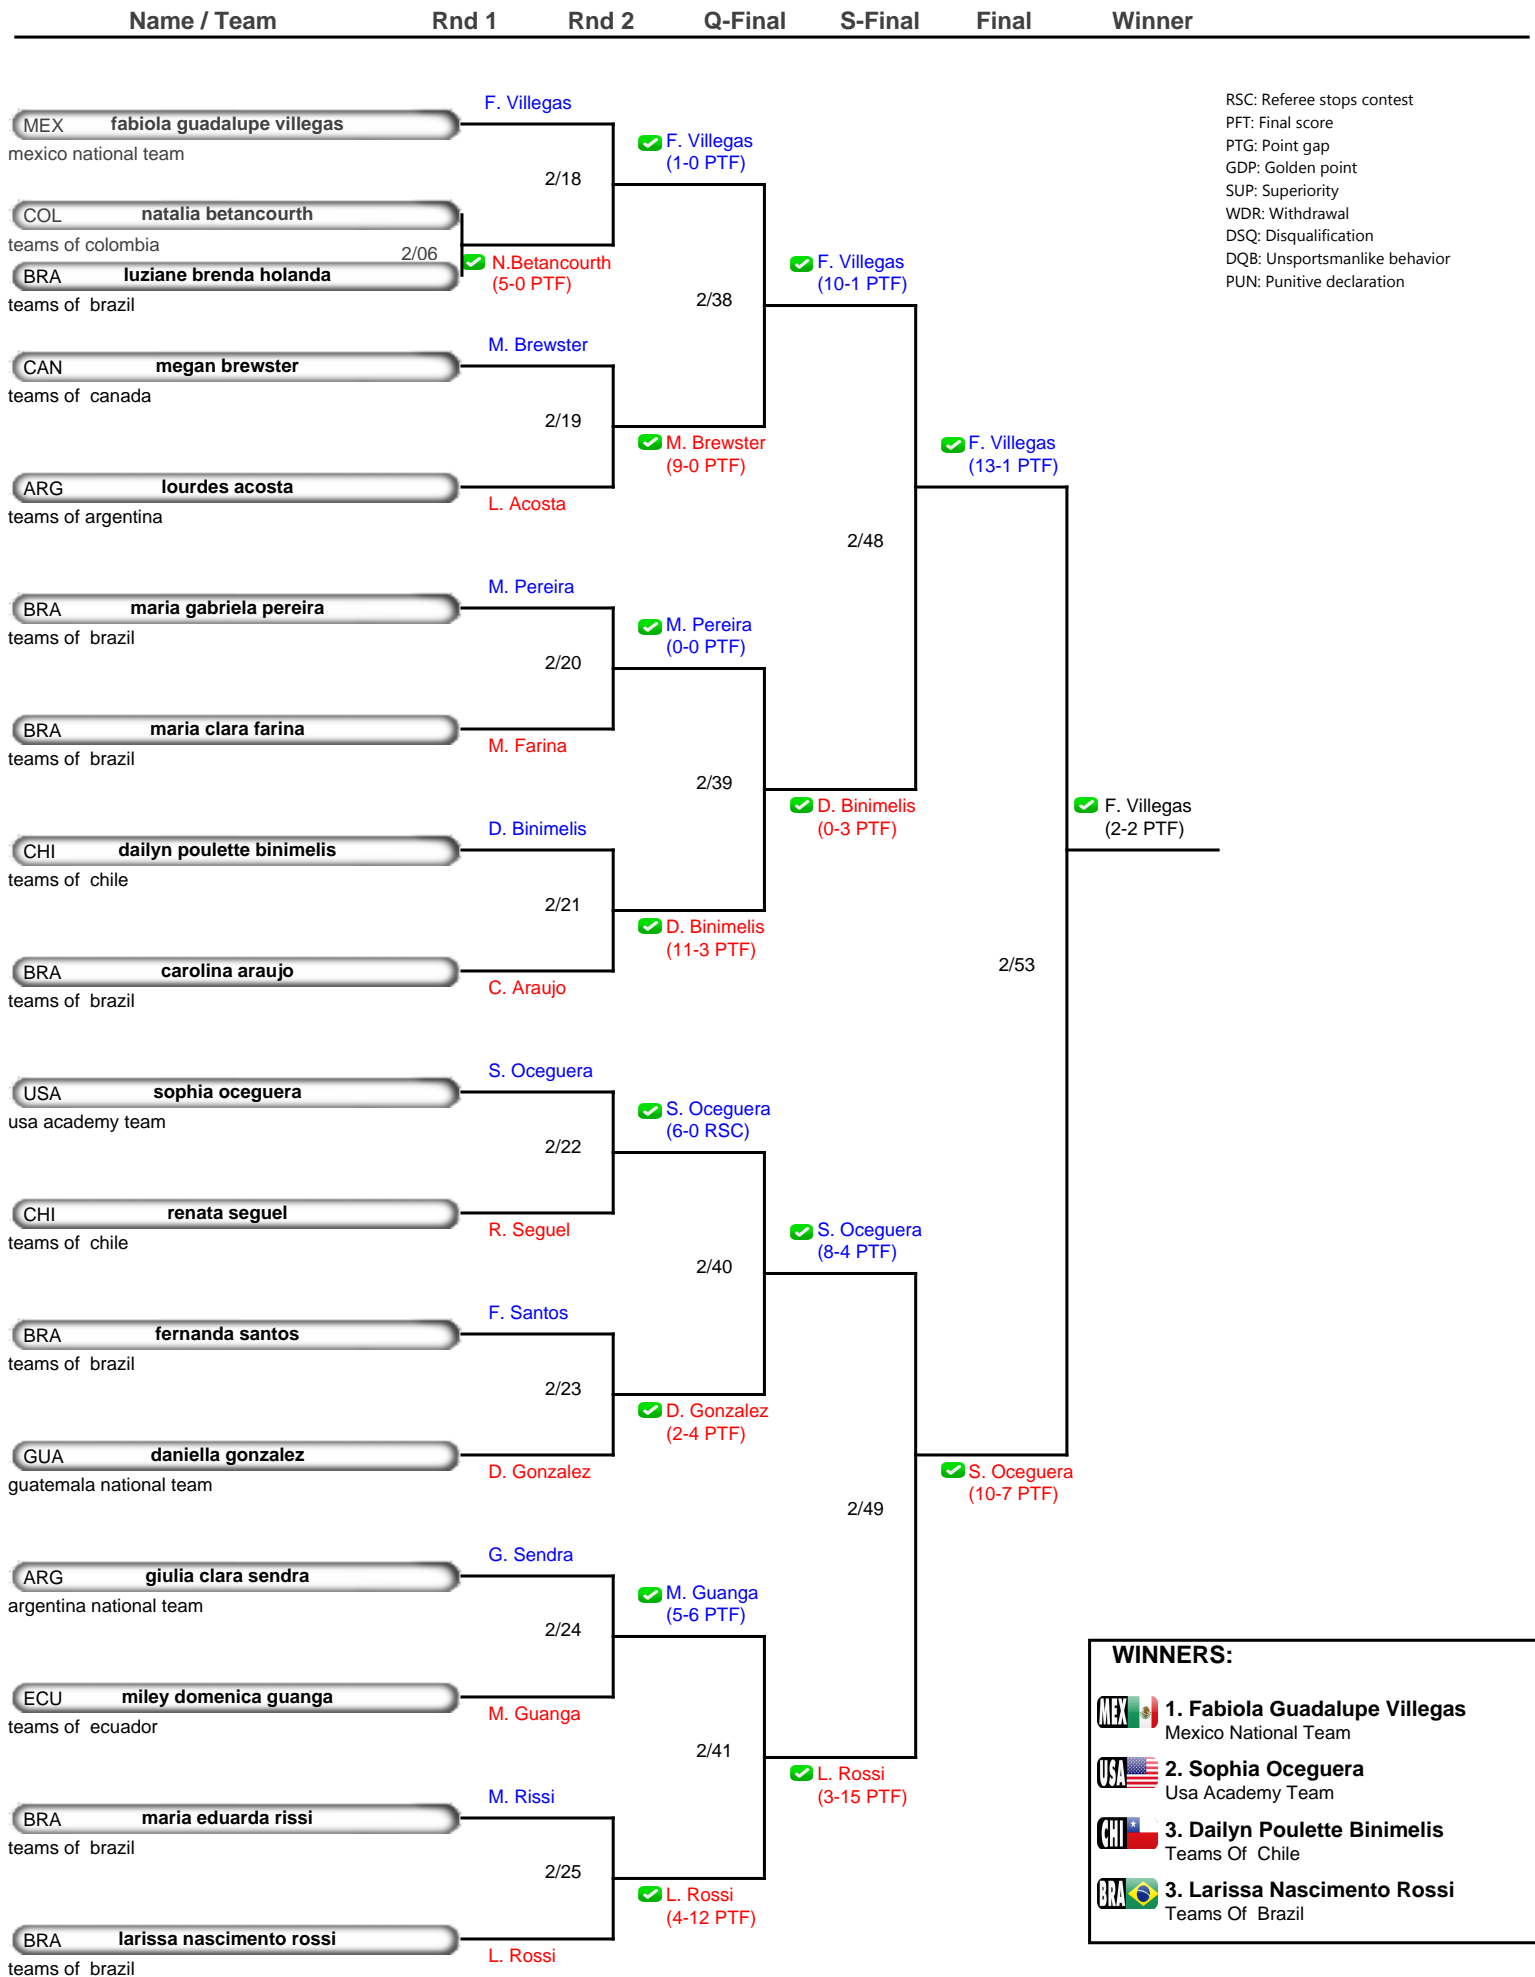 Name / Team Rnd 1 Rnd 2 Q-Final S-Final Final Winner
RSC: Referee stops contest
PFT: Final score
PTG: Point gap
GDP: Golden point
SUP: Superiority
WDR: Withdrawal
DSQ: Disqualification
DQB: Unsportsmanlike behavior
PUN: Punitive declaration
MEX fabiola guadalupe villegas
mexico national team
COL natalia betancourth
teams of colombia
BRA luziane brenda holanda
teams of brazil
CAN megan brewster
teams of canada
ARG lourdes acosta
teams of argentina
BRA maria gabriela pereira
teams of brazil
BRA maria clara farina
teams of brazil
CHI dailyn poulette binimelis
teams of chile
BRA carolina araujo
teams of brazil
USA sophia oceguera
usa academy team
CHI renata seguel
teams of chile
BRA fernanda santos
teams of brazil
GUA daniella gonzalez
guatemala national team
ARG giulia clara sendra
argentina national team
ECU miley domenica guanga
teams of ecuador
BRA maria eduarda rissi
teams of brazil
BRA larissa nascimento rossi
teams of brazil
2/06
F. Villegas
N.Betancourth
(5-0 PTF)
M. Brewster
L. Acosta
M. Pereira
M. Farina
D. Binimelis
C. Araujo
S. Oceguera
R. Seguel
F. Santos
D. Gonzalez
G. Sendra
M. Guanga
M. Rissi
L. Rossi
2/18
2/19
2/20
2/21
2/22
2/23
2/24
2/25
F. Villegas
(1-0 PTF)
M. Brewster
(9-0 PTF)
M. Pereira
(0-0 PTF)
D. Binimelis
(11-3 PTF)
S. Oceguera
(6-0 RSC)
D. Gonzalez
(2-4 PTF)
M. Guanga
(5-6 PTF)
L. Rossi
(4-12 PTF)
2/38
2/39
2/40
2/41
F. Villegas
(10-1 PTF)
D. Binimelis
(0-3 PTF)
S. Oceguera
(8-4 PTF)
L. Rossi
(3-15 PTF)
2/48
2/49
F. Villegas
(13-1 PTF)
S. Oceguera
(10-7 PTF)
2/53
F. Villegas
(2-2 PTF)
WINNERS:
MEX 1. Fabiola Guadalupe Villegas
Mexico National Team
USA 2. Sophia Oceguera
Usa Academy Team
CHI 3. Dailyn Poulette Binimelis
Teams Of Chile
BRA 3. Larissa Nascimento Rossi
Teams Of Brazil